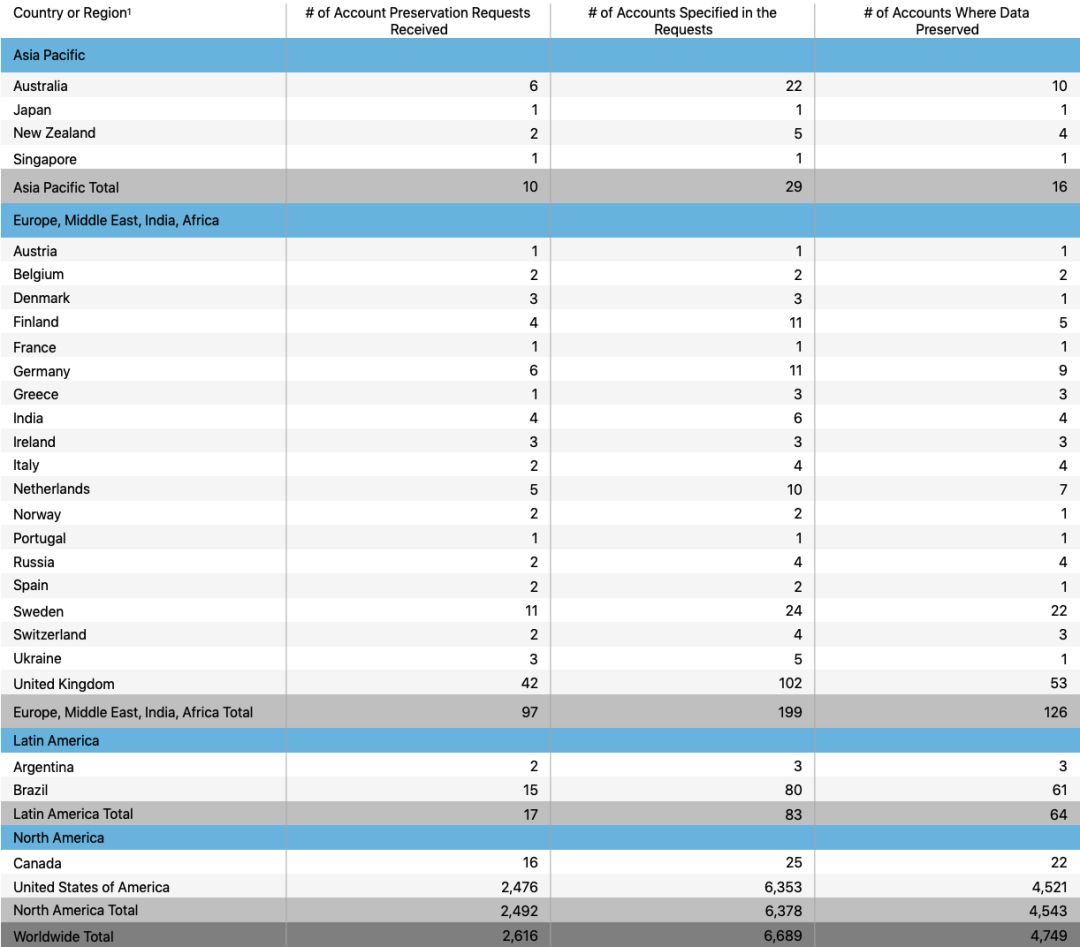 Country or Region¹ # of Account Preservation Requests Received # of Accounts Specified in the Requests # of Accounts Where Data Preserved
Asia Pacific
Australia 6 22 10
Japan 1 1 1
New Zealand 2 5 4
Singapore 1 1 1
Asia Pacific Total 10 29 16
Europe, Middle East, India, Africa
Austria 1 1 1
Belgium 2 2 2
Denmark 3 3 1
Finland 4 11 5
France 1 1 1
Germany 6 11 9
Greece 1 3 3
India 4 6 4
Ireland 3 3 3
Italy 2 4 4
Netherlands 5 10 7
Norway 2 2 1
Portugal 1 1 1
Russia 2 4 4
Spain 2 2 1
Sweden 11 24 22
Switzerland 2 4 3
Ukraine 3 5 1
United Kingdom 42 102 53
Europe, Middle East, India, Africa Total 97 199 126
Latin America
Argentina 2 3 3
Brazil 15 80 61
Latin America Total 17 83 64
North America
Canada 16 25 22
United States of America 2,476 6,353 4,521
North America Total 2,492 6,378 4,543
Worldwide Total 2,616 6,689 4,749